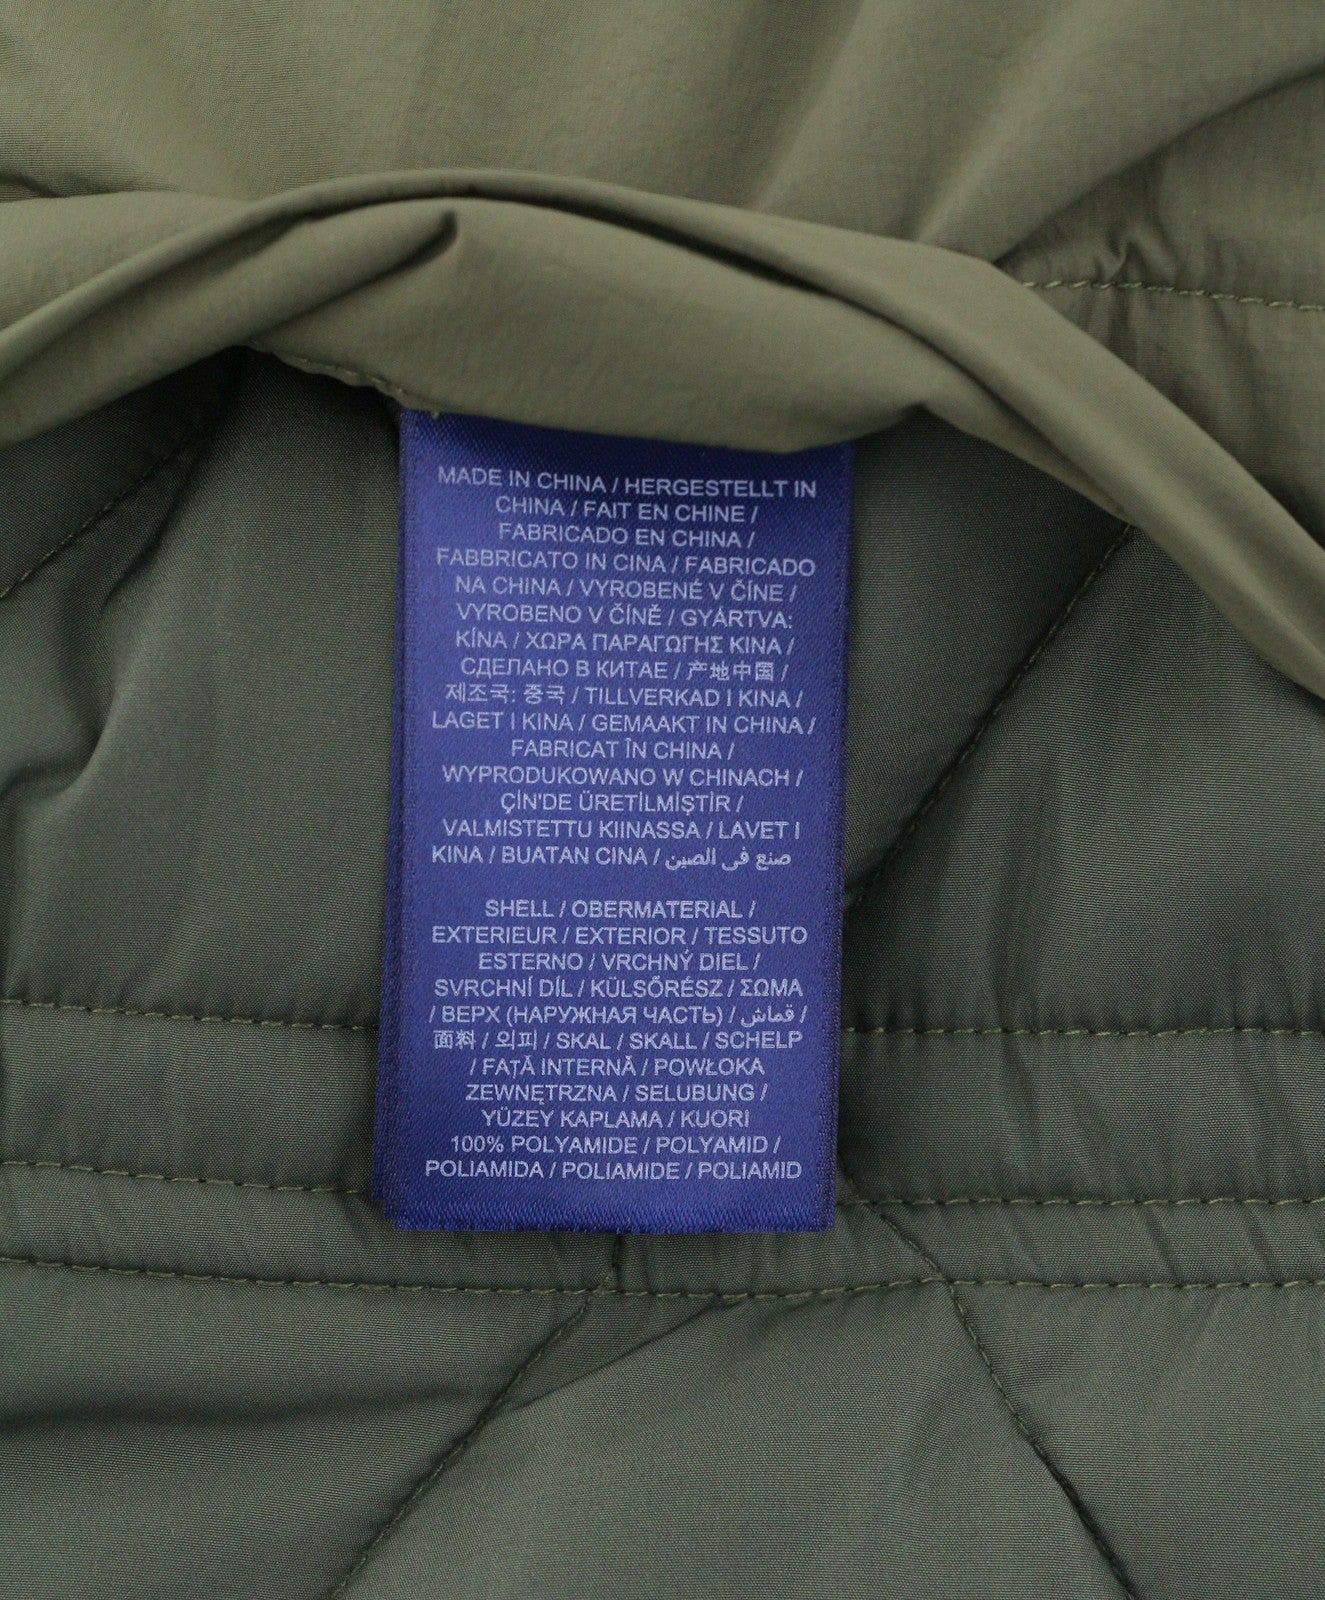 MADE IN CHINA / HERGESTELLT IN
CHINA / FAIT EN CHINE /
FABRICADO EN CHINA /
FABBRICATO IN CINA / FABRICADO
NA CHINA / VYROBENÉ V ČÍNE /
VYROBENO V ČÍNĚ / GYÁRTVA:
KÍNA / ΧΩΡΑ ΠΑΡΑΓΩΓΗΣ ΚΙΝΑ /
СДЕЛАНО В КИТАЕ / 产地中国 /
제조국: 중국 / TILLVERKAD I KINA /
LAGET I KINA / GEMAAKT IN CHINA /
FABRICAT ÎN CHINA /
WYPRODUKOWANO W CHINACH /
ÇİN'DE ÜRETİLMİŞTİR /
VALMISTETTU KIINASSA / LAVET I
KINA / BUATAN CINA / صنع في الصين
SHELL / OBERMATERIAL /
EXTERIEUR / EXTERIOR / TESSUTO
ESTERNO / VRCHNÝ DIEL /
SVRCHNÍ DÍL / KÜLSŐRÉSZ / ΣΩΜΑ
/ ВЕРХ (НАРУЖНАЯ ЧАСТЬ) / قماش /
面料 / 외피 / SKAL / SKALL / SCHELP
/ FAȚĂ INTERNĂ / POWŁOKA
ZEWNĘTRZNA / SELUBUNG /
YÜZEY KAPLAMA / KUORI
100% POLYAMIDE / POLYAMID /
POLIAMIDA / POLIAMIDE / POLIAMID